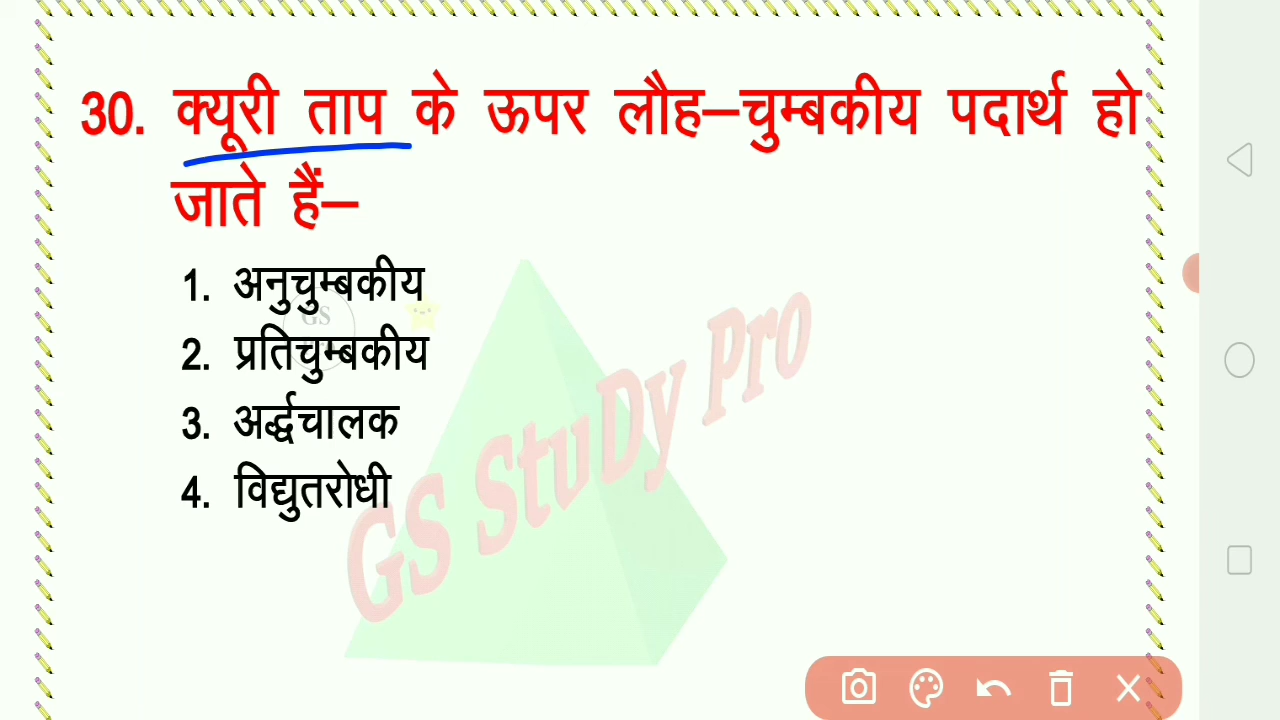 30. क्यूरी ताप के ऊपर लौह–चुम्बकीय पदार्थ हो
जाते हैं–
1. अनुचुम्बकीय
2. प्रतिचुम्बकीय
3. अर्द्धचालक
4. विद्युतरोधी
GS
GS StuDy Pro